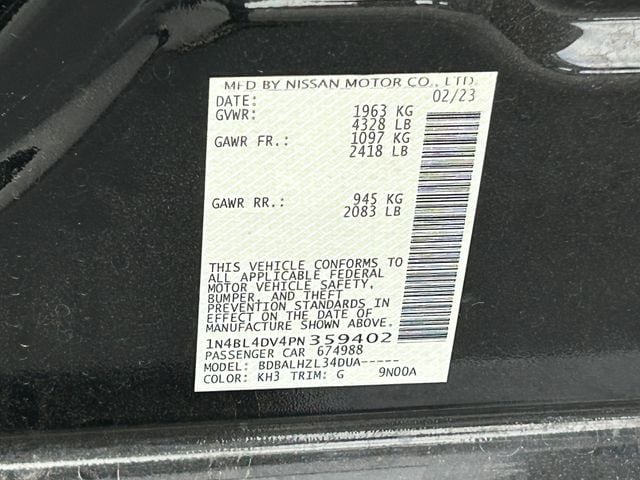 MFD BY NISSAN MOTOR CO., LTD.
DATE: 02/23
GVWR: 1963 KG
4328 LB
GAWR FR.: 1097 KG
2418 LB
GAWR RR.: 945 KG
2083 LB
THIS VEHICLE CONFORMS TO
ALL APPLICABLE FEDERAL
MOTOR VEHICLE SAFETY,
BUMPER, AND THEFT
PREVENTION STANDARDS IN
EFFECT ON THE DATE OF
MANUFACTURE SHOWN ABOVE.
1N4BL4DV4PN359402
PASSENGER CAR 674988
MODEL: BDBALHZL34DUA-----
COLOR: KH3 TRIM: G 9N00A